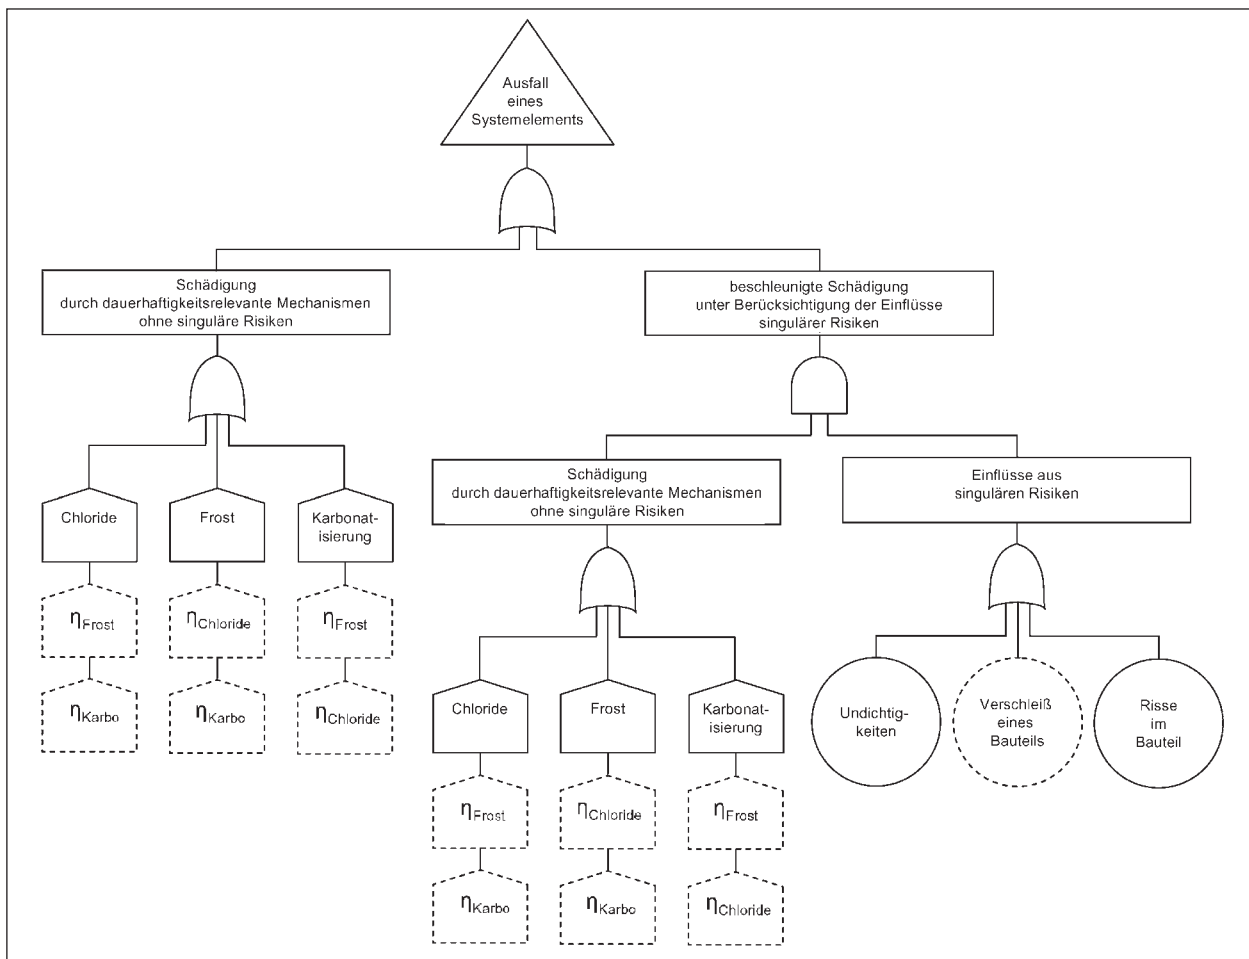 Ausfall
eines
Systemelements
Schädigung
durch dauerhaftigkeitsrelevante Mechanismen
ohne singuläre Risiken
beschleunigte Schädigung
unter Berücksichtigung der Einflüsse
singulärer Risiken
Chloride
Frost
Karbonat-
isierung
ηFrost
ηChloride
ηFrost
ηKarbo
ηKarbo
ηChloride
Schädigung
durch dauerhaftigkeitsrelevante Mechanismen
ohne singuläre Risiken
Einflüsse aus
singulären Risiken
Chloride
Frost
Karbonat-
isierung
ηFrost
ηChloride
ηFrost
ηKarbo
ηKarbo
ηChloride
Undichtig-
keiten
Verschleiß
eines
Bauteils
Risse
im
Bauteil